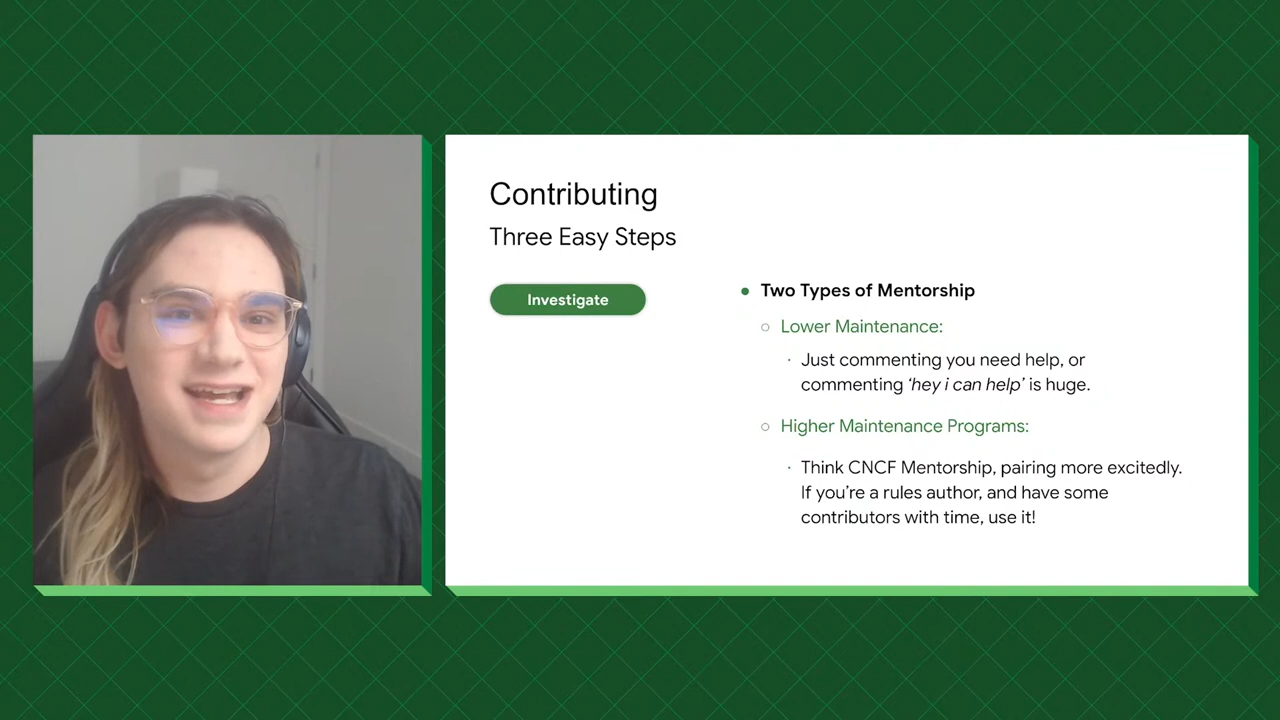 Contributing
Three Easy Steps
Investigate
Two Types of Mentorship
Lower Maintenance:
Just commenting you need help, or
commenting ‘hey i can help’ is huge.
Higher Maintenance Programs:
Think CNCF Mentorship, pairing more excitedly.
If you’re a rules author, and have some
contributors with time, use it!